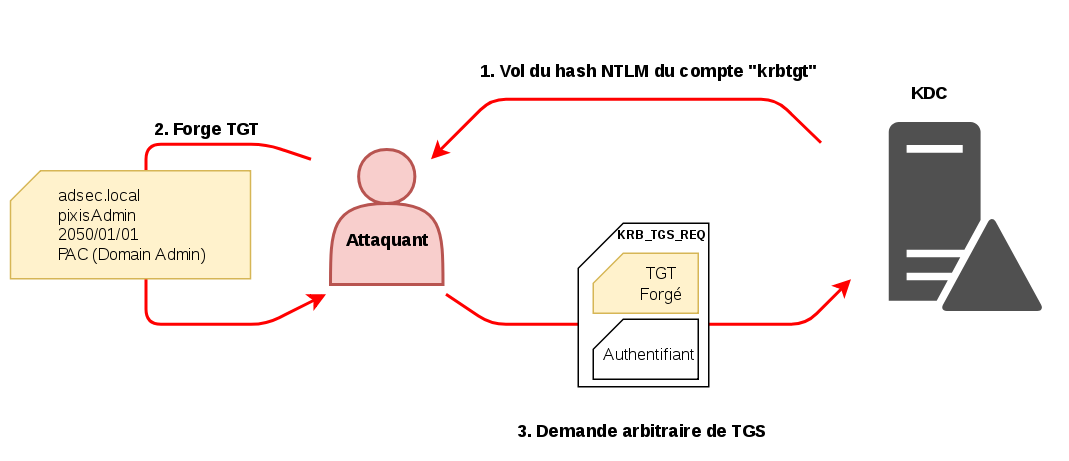 1. Vol du hash NTLM du compte "krbtgt"
KDC
2. Forge TGT
adsec.local
pixisAdmin
2050/01/01
PAC (Domain Admin)
Attaquant
KRB_TGS_REQ
TGT
Forgé
Authentifiant
3. Demande arbitraire de TGS